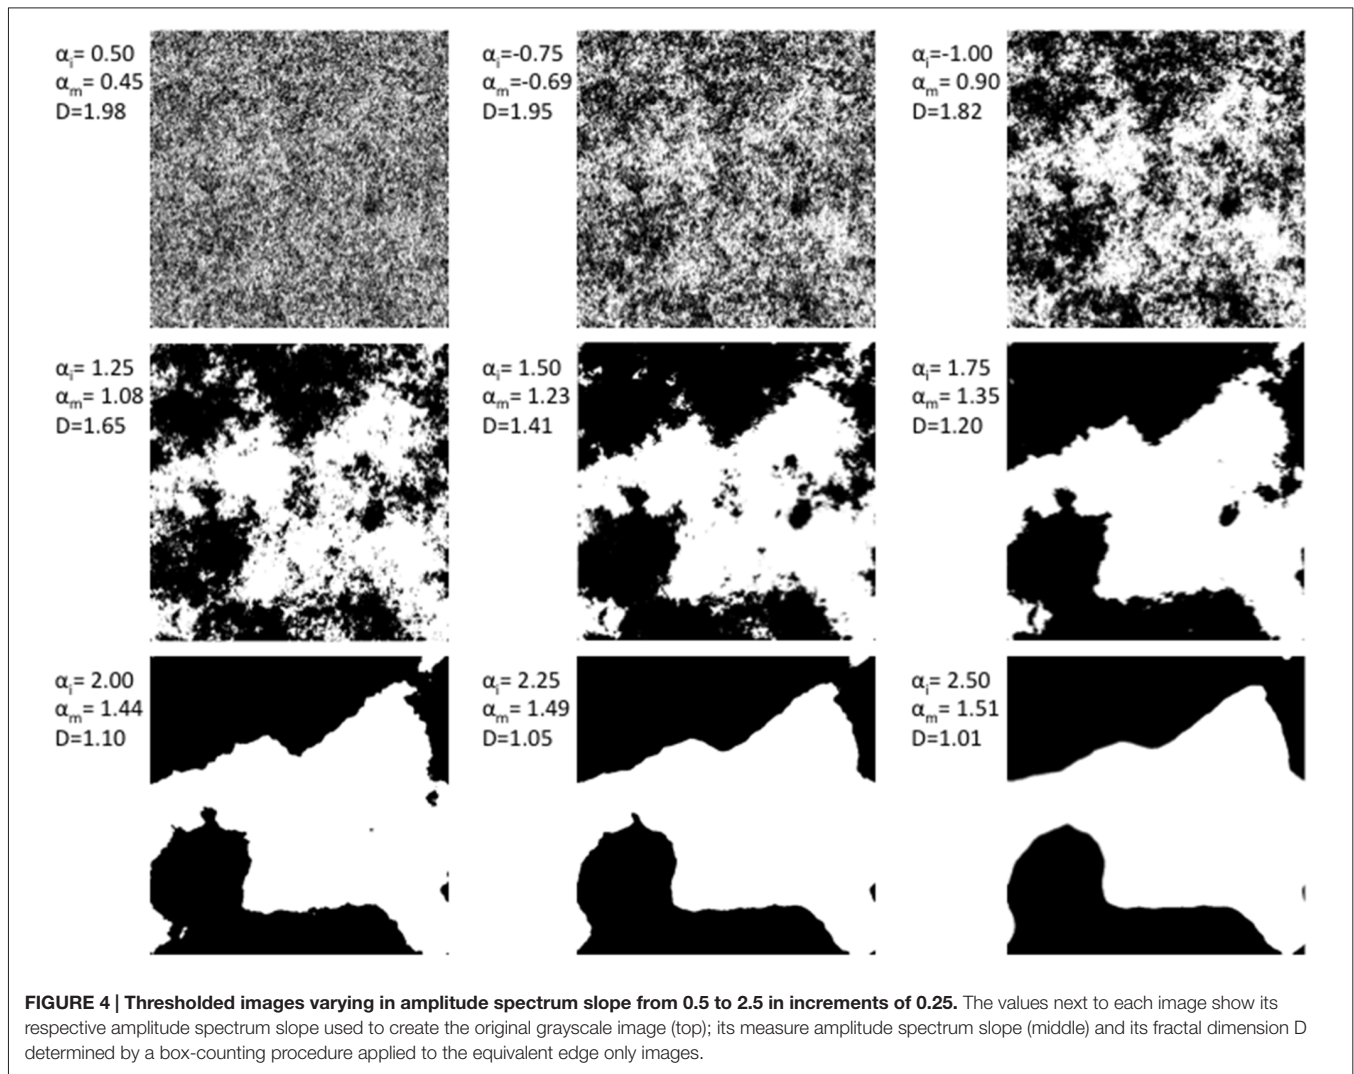 αi= 0.50
αm= 0.45
D=1.98
αi=-0.75
αm=-0.69
D=1.95
αi=-1.00
αm= 0.90
D=1.82
αi= 1.25
αm= 1.08
D=1.65
αi= 1.50
αm= 1.23
D=1.41
αi= 1.75
αm= 1.35
D=1.20
αi= 2.00
αm= 1.44
D=1.10
αi= 2.25
αm= 1.49
D=1.05
αi= 2.50
αm= 1.51
D=1.01
FIGURE 4 | Thresholded images varying in amplitude spectrum slope from 0.5 to 2.5 in increments of 0.25. The values next to each image show its
respective amplitude spectrum slope used to create the original grayscale image (top); its measure amplitude spectrum slope (middle) and its fractal dimension D
determined by a box-counting procedure applied to the equivalent edge only images.